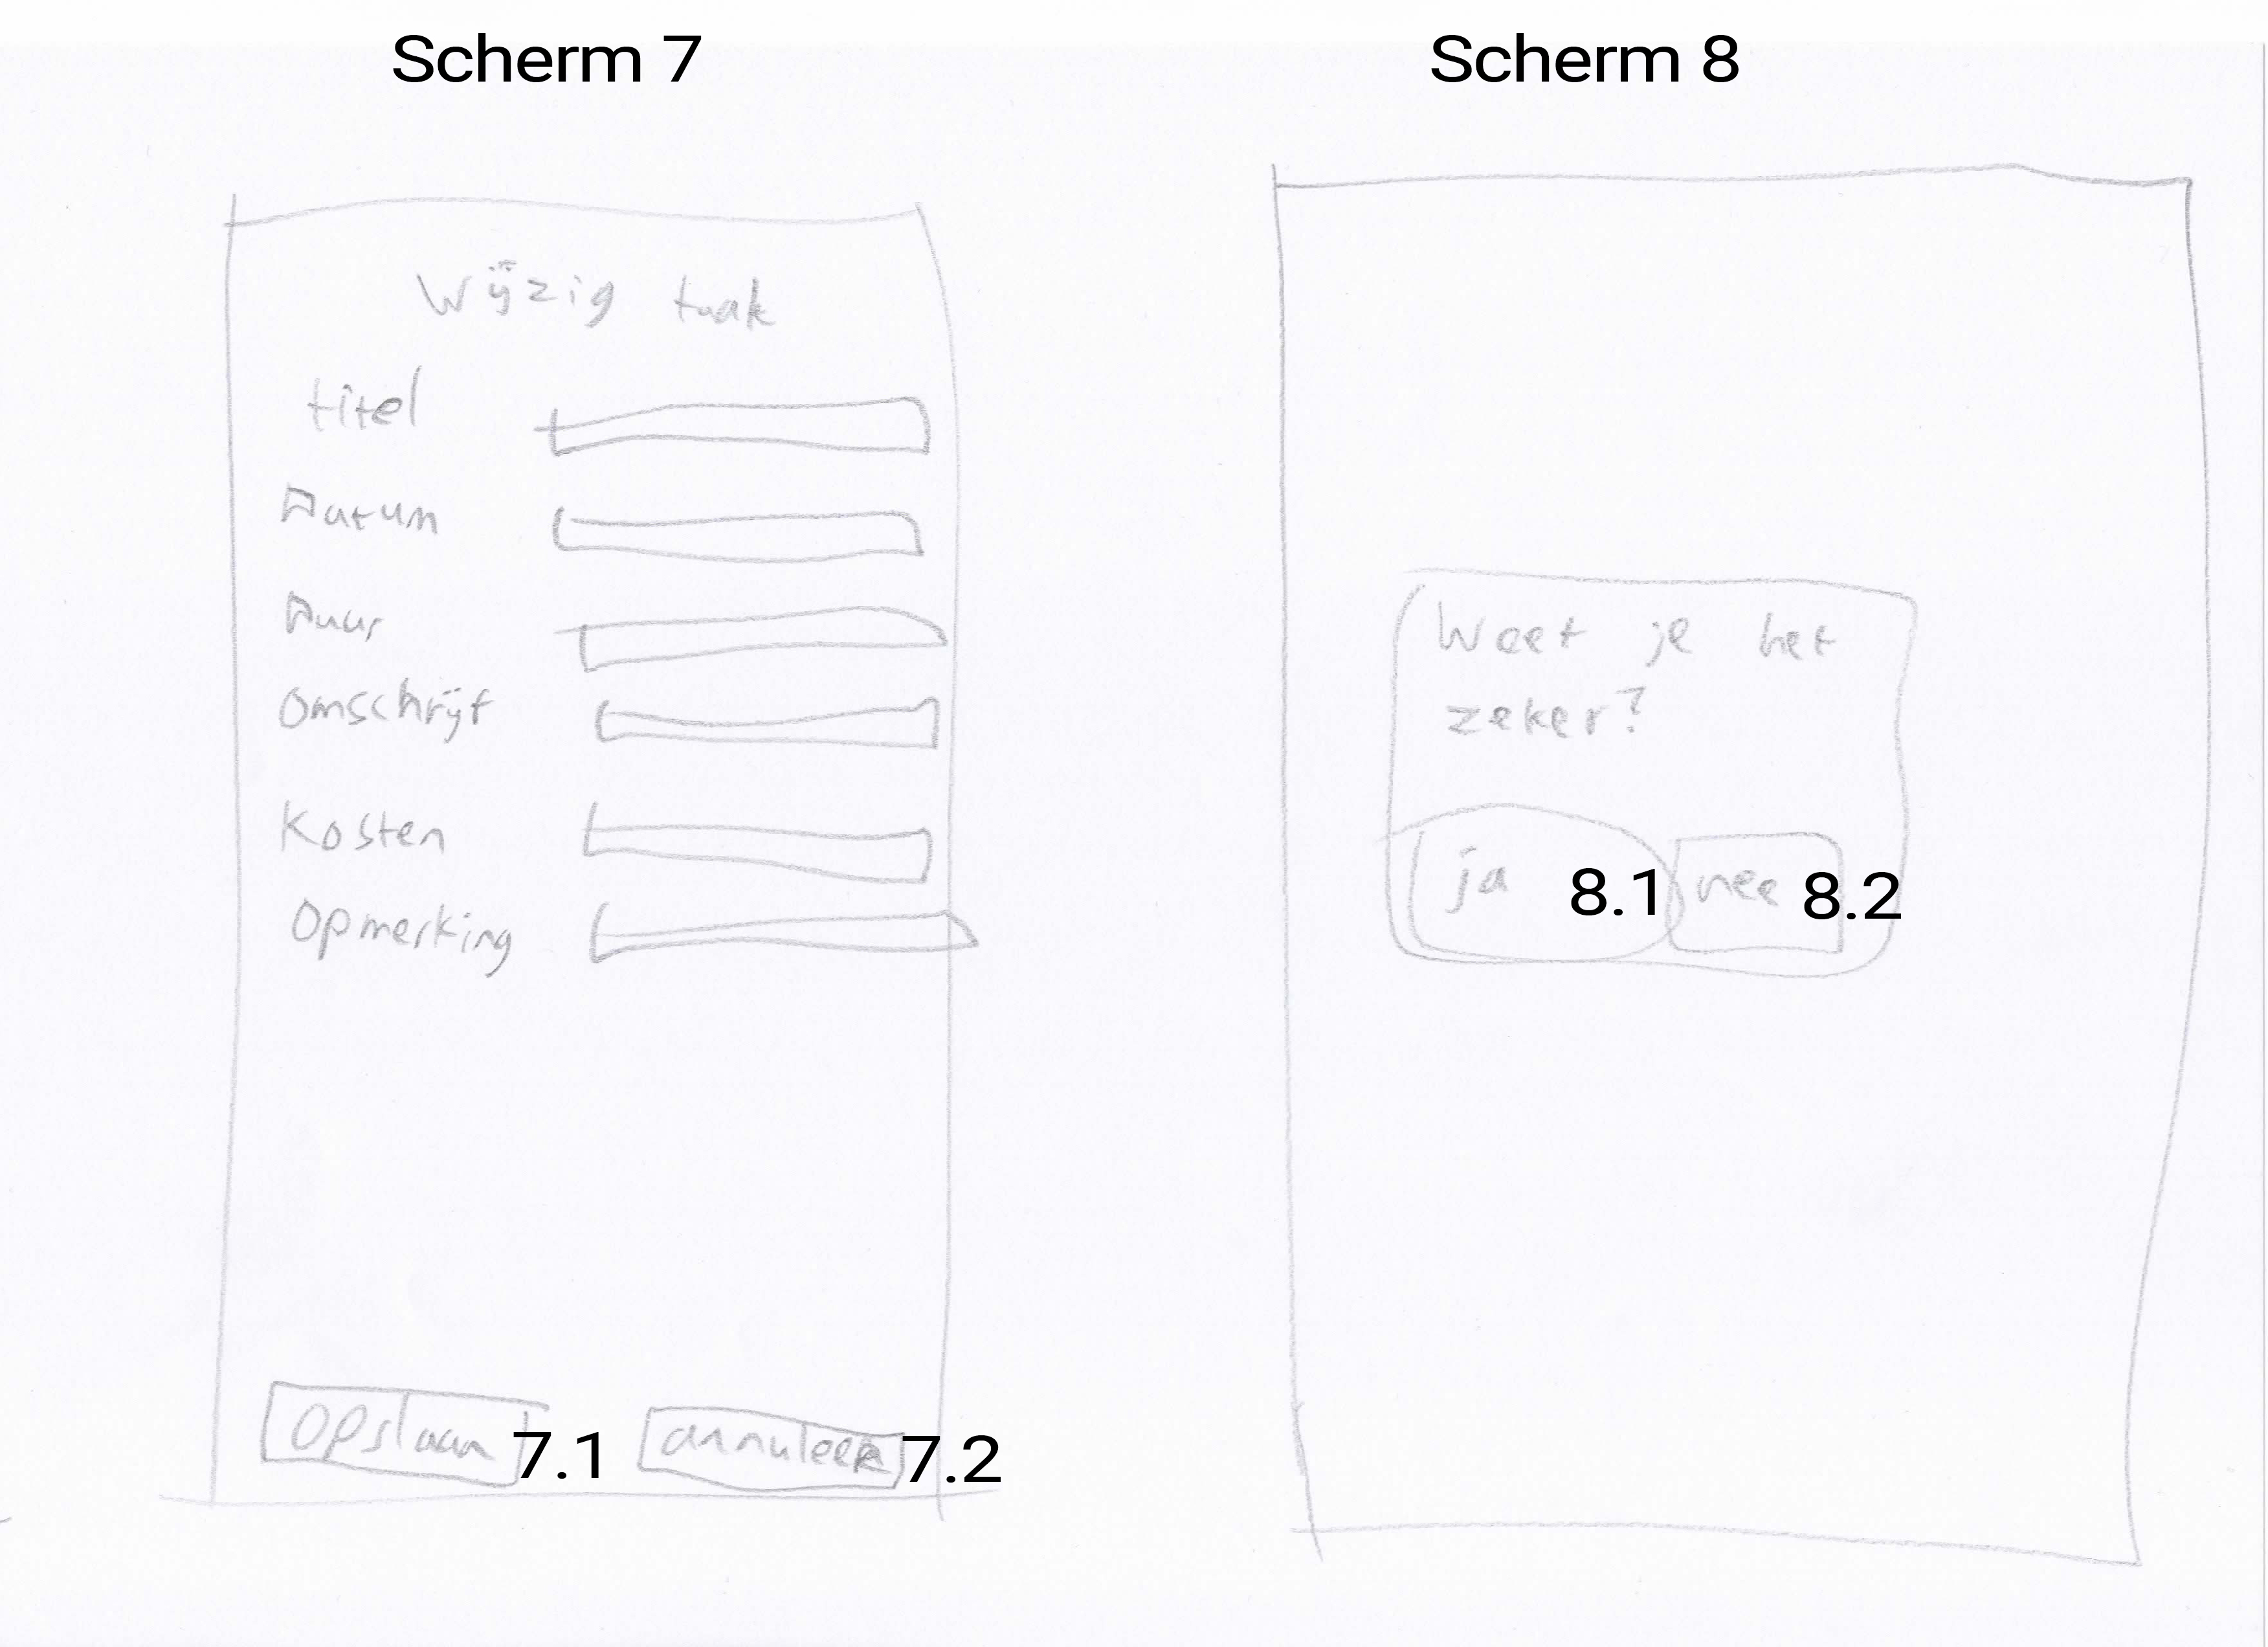 Scherm 7
Wijzig taak
titel
Datum
Duur
Omschrijf
Kosten
Opmerking
Opslaan 7.1
annuleer 7.2
Scherm 8
Weet je het
zeker?
ja 8.1 nee 8.2